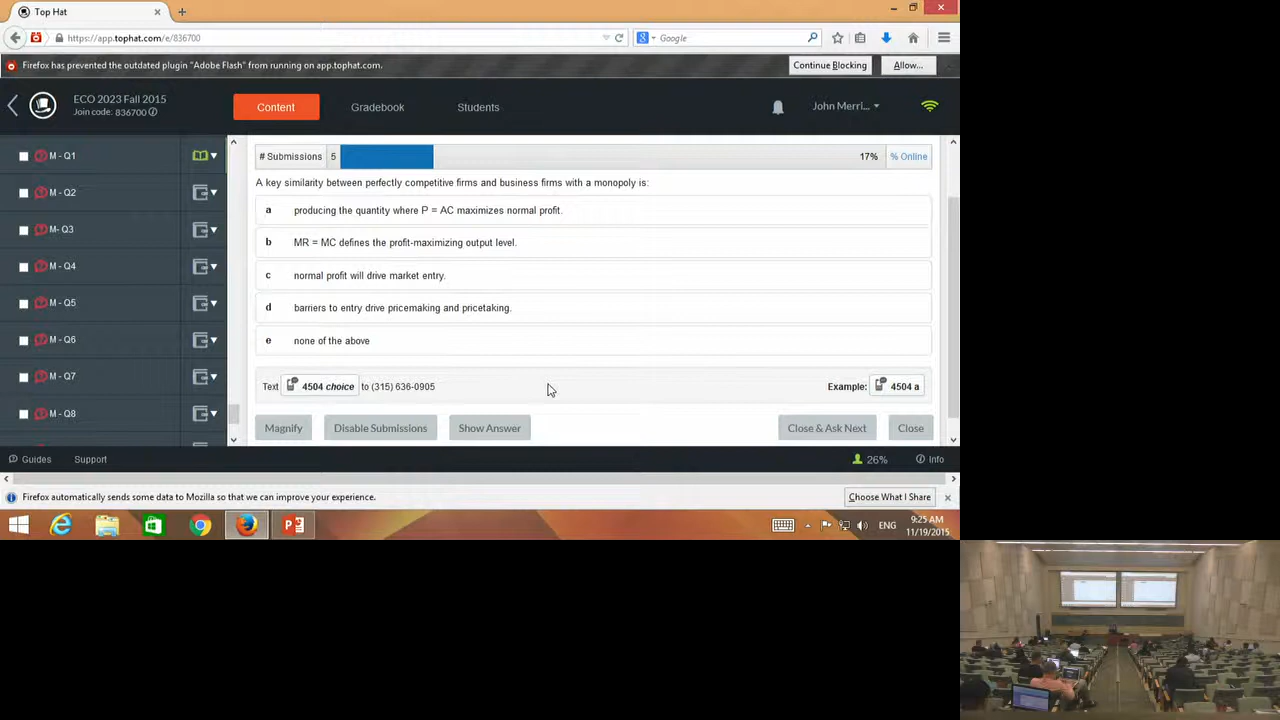 Top Hat
https://app.tophat.com/e/836700
Google
Firefox has prevented the outdated plugin "Adobe Flash" from running on app.tophat.com.
Continue Blocking
Allow...
ECO 2023 Fall 2015
Join code: 836700
Content
Gradebook
Students
John Merri...
M - Q1
M - Q2
M- Q3
M - Q4
M - Q5
M - Q6
M - Q7
M - Q8
# Submissions 5 17% % Online
A key similarity between perfectly competitive firms and business firms with a monopoly is:
a producing the quantity where P = AC maximizes normal profit.
b MR = MC defines the profit-maximizing output level.
c normal profit will drive market entry.
d barriers to entry drive pricemaking and pricetaking.
e none of the above
Text 4504 choice to (315) 636-0905 Example: 4504 a
Magnify Disable Submissions Show Answer Close & Ask Next Close
Guides Support 26% Info
Firefox automatically sends some data to Mozilla so that we can improve your experience.
Choose What I Share
ENG
9:25 AM
11/19/2015